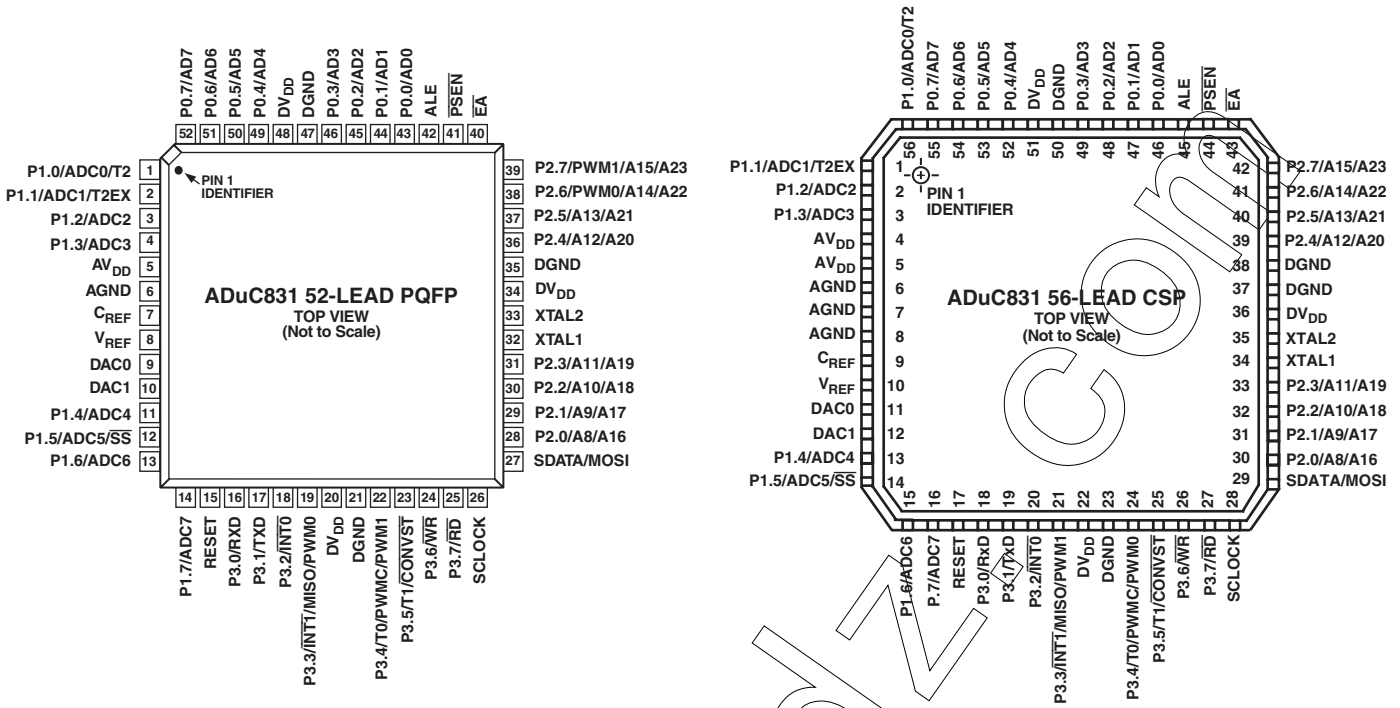 P0.7/AD7
P0.6/AD6
P0.5/AD5
P0.4/AD4
DVDD
DGND
P0.3/AD3
P0.2/AD2
P0.1/AD1
P0.0/AD0
ALE
PSEN
EA
52 51 50 49 48 47 46 45 44 43 42 41 40
P1.0/ADC0/T2 1
P1.1/ADC1/T2EX 2
P1.2/ADC2 3
P1.3/ADC3 4
AVDD 5
AGND 6
CREF 7
VREF 8
DAC0 9
DAC1 10
P1.4/ADC4 11
P1.5/ADC5/SS 12
P1.6/ADC6 13
PIN 1
IDENTIFIER
ADuC831 52-LEAD PQFP
TOP VIEW
(Not to Scale)
39 P2.7/PWM1/A15/A23
38 P2.6/PWM0/A14/A22
37 P2.5/A13/A21
36 P2.4/A12/A20
35 DGND
34 DVDD
33 XTAL2
32 XTAL1
31 P2.3/A11/A19
30 P2.2/A10/A18
29 P2.1/A9/A17
28 P2.0/A8/A16
27 SDATA/MOSI
14 15 16 17 18 19 20 21 22 23 24 25 26
P1.7/ADC7
RESET
P3.0/RXD
P3.1/TXD
P3.2/INT0
P3.3/INT1/MISO/PWM0
DVDD
DGND
P3.4/T0/PWMC/PWM1
P3.5/T1/CONVST
P3.6/WR
P3.7/RD
SCLOCK
P1.0/ADC0/T2
P0.7/AD7
P0.6/AD6
P0.5/AD5
P0.4/AD4
DVDD
DGND
P0.3/AD3
P0.2/AD2
P0.1/AD1
P0.0/AD0
ALE
PSEN
EA
56 55 54 53 52 51 50 49 48 47 46 45 44 43
P1.1/ADC1/T2EX 1
P1.2/ADC2 2
P1.3/ADC3 3
AVDD 4
AVDD 5
AGND 6
AGND 7
AGND 8
CREF 9
VREF 10
DAC0 11
DAC1 12
P1.4/ADC4 13
P1.5/ADC5/SS 14
PIN 1
IDENTIFIER
ADuC831 56-LEAD CSP
TOP VIEW
(Not to Scale)
42 P2.7/A15/A23
41 P2.6/A14/A22
40 P2.5/A13/A21
39 P2.4/A12/A20
38 DGND
37 DGND
36 DVDD
35 XTAL2
34 XTAL1
33 P2.3/A11/A19
32 P2.2/A10/A18
31 P2.1/A9/A17
30 P2.0/A8/A16
29 SDATA/MOSI
15 16 17 18 19 20 21 22 23 24 25 26 27 28
P1.6/ADC6
P.7/ADC7
RESET
P3.0/RxD
P3.1/TxD
P3.2/INT0
P3.3/INT1/MISO/PWM1
DVDD
DGND
P3.4/T0/PWMC/PWM0
P3.5/T1/CONVST
P3.6/WR
P3.7/RD
SCLOCK
z.com